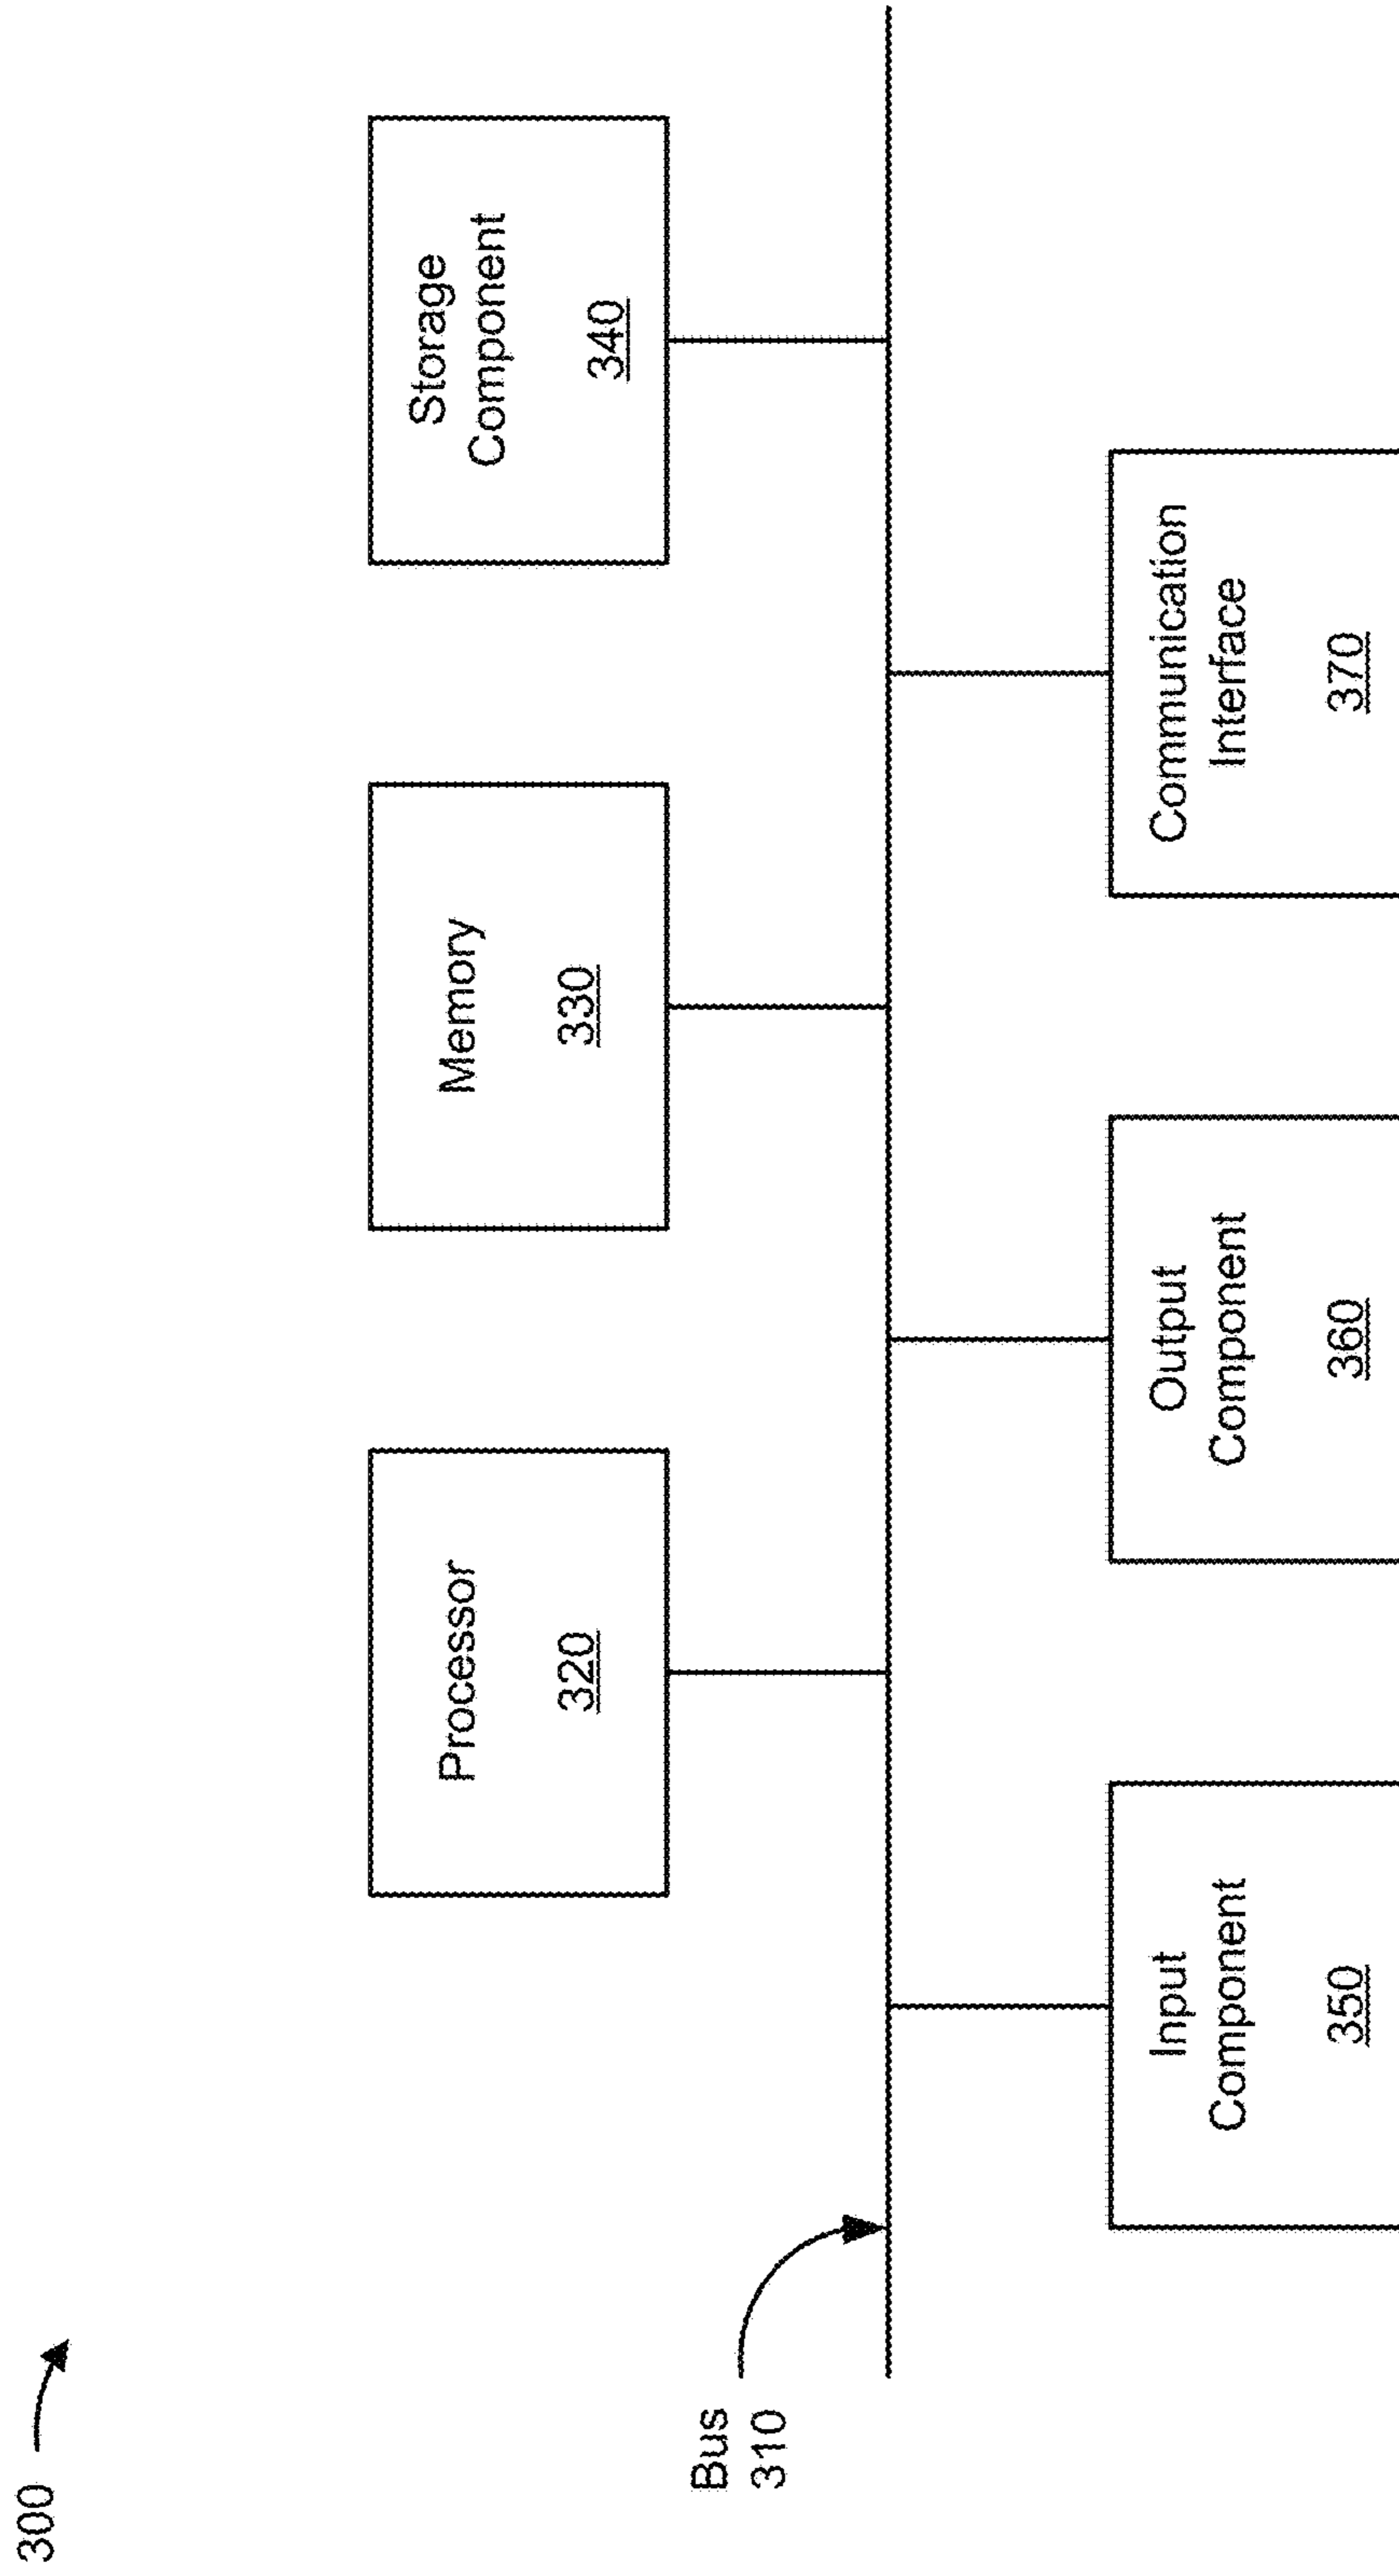 300
Processor
320
Memory
330
Storage
Component
340
Bus
310
Input
Component
350
Output
Component
360
Communication
Interface
370